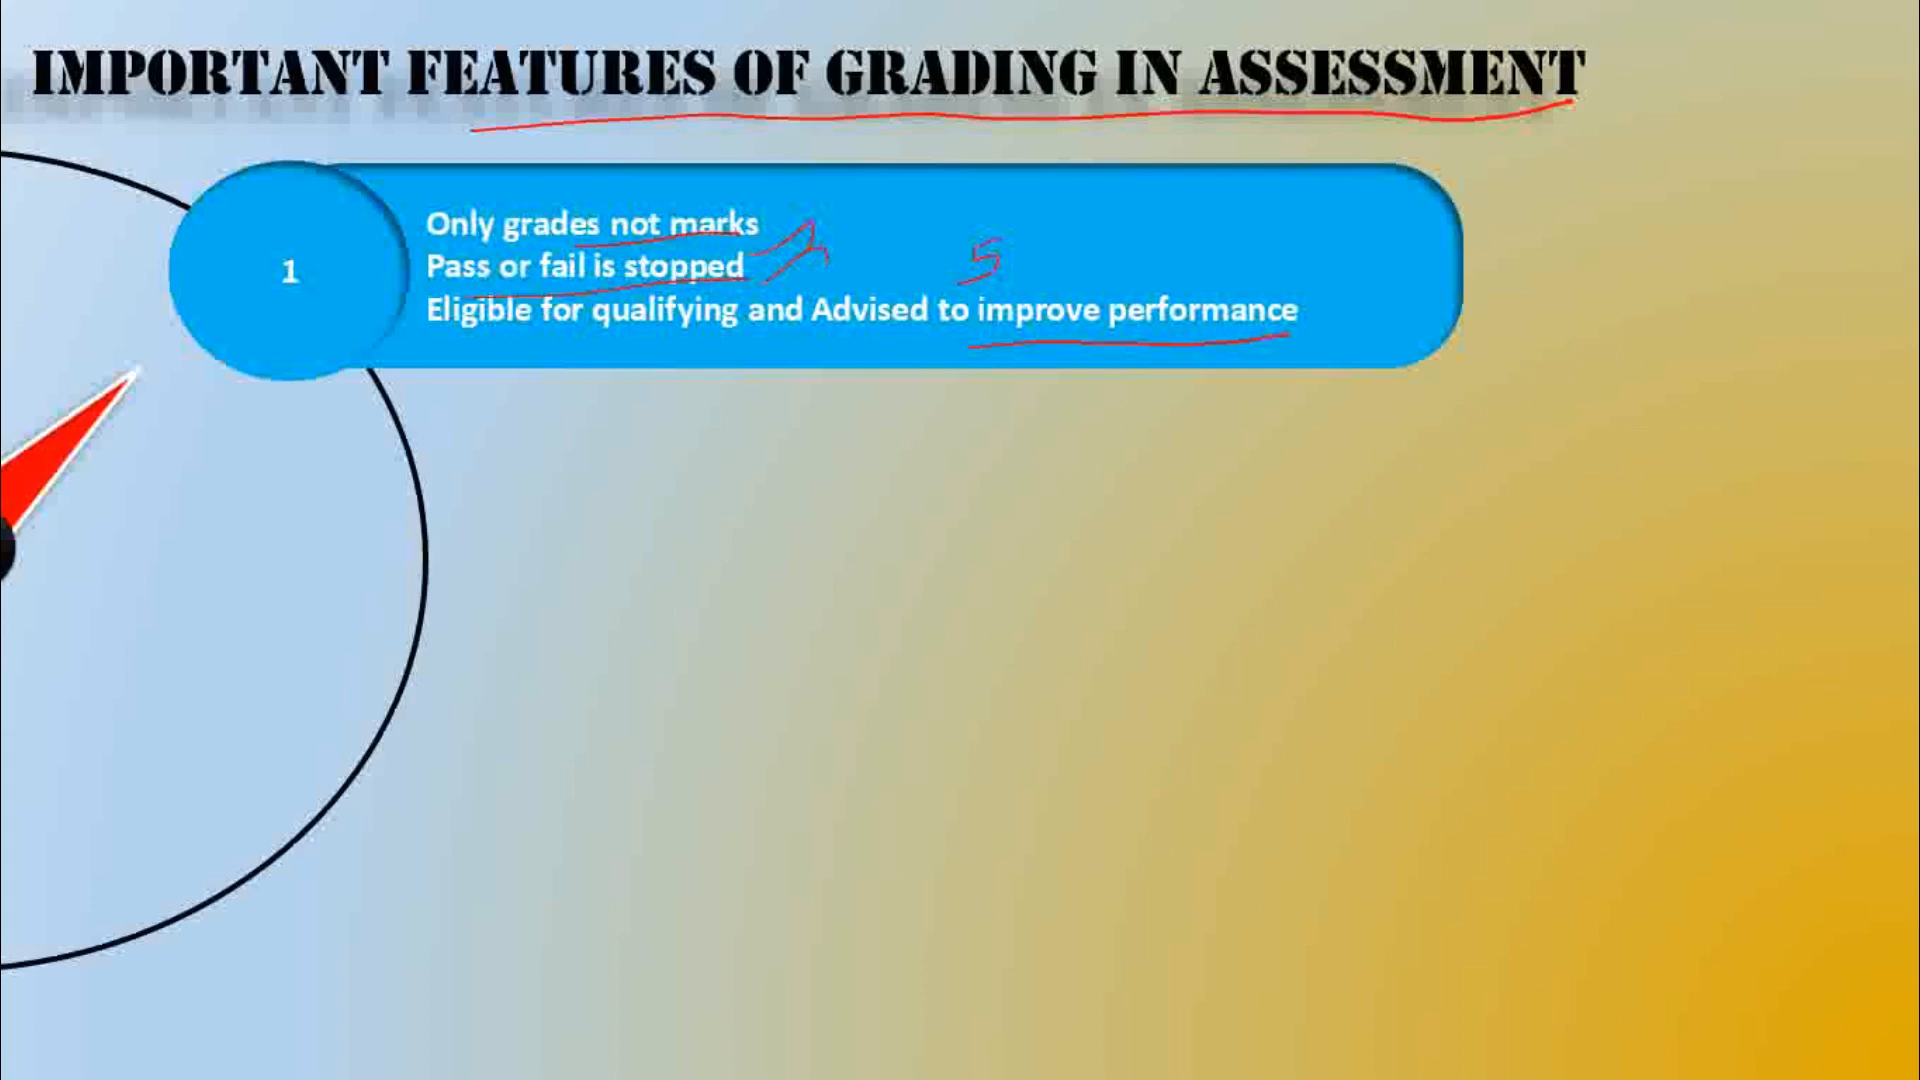 IMPORTANT FEATURES OF GRADING IN ASSESSMENT
1
Only grades not marks
Pass or fail is stopped
Eligible for qualifying and Advised to improve performance
5